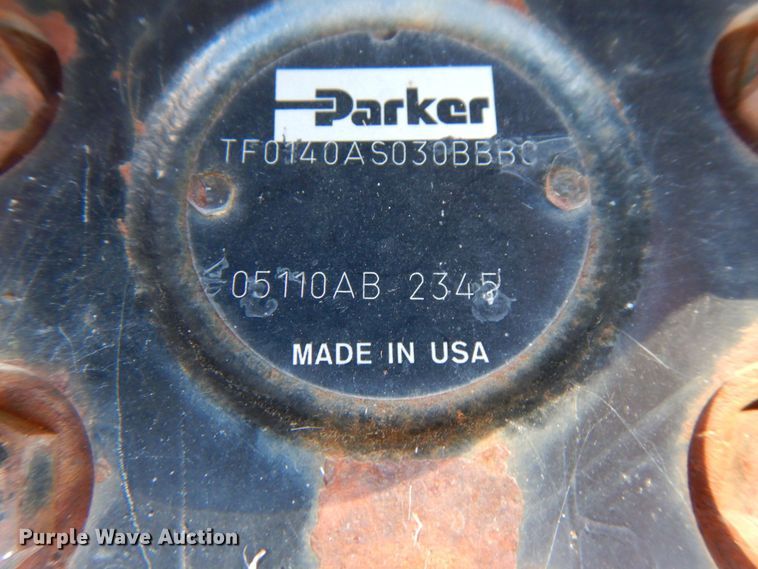 Parker
TF0140AS030BBBC
05110AB 2345
MADE IN USA
Purple Wave Auction